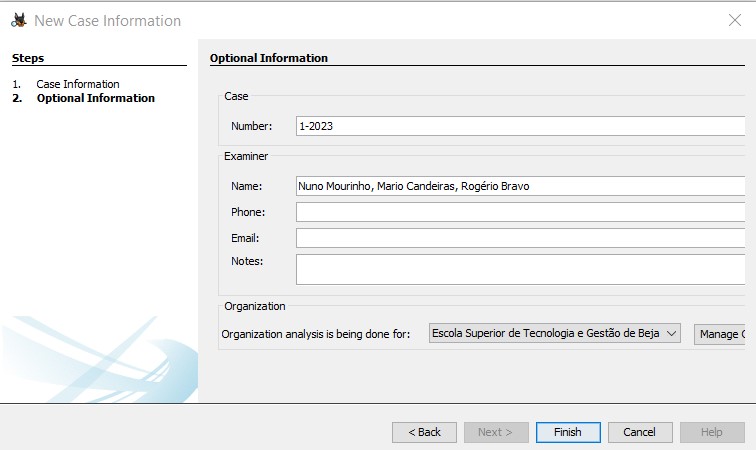 New Case Information
Steps
1. Case Information
2. Optional Information
Optional Information
Case
Number: 1-2023
Examiner
Name: Nuno Mourinho, Mario Candeiras, Rogério Bravo
Phone:
Email:
Notes:
Organization
Organization analysis is being done for: Escola Superior de Tecnologia e Gestão de Beja Manage
< Back Next > Finish Cancel Help